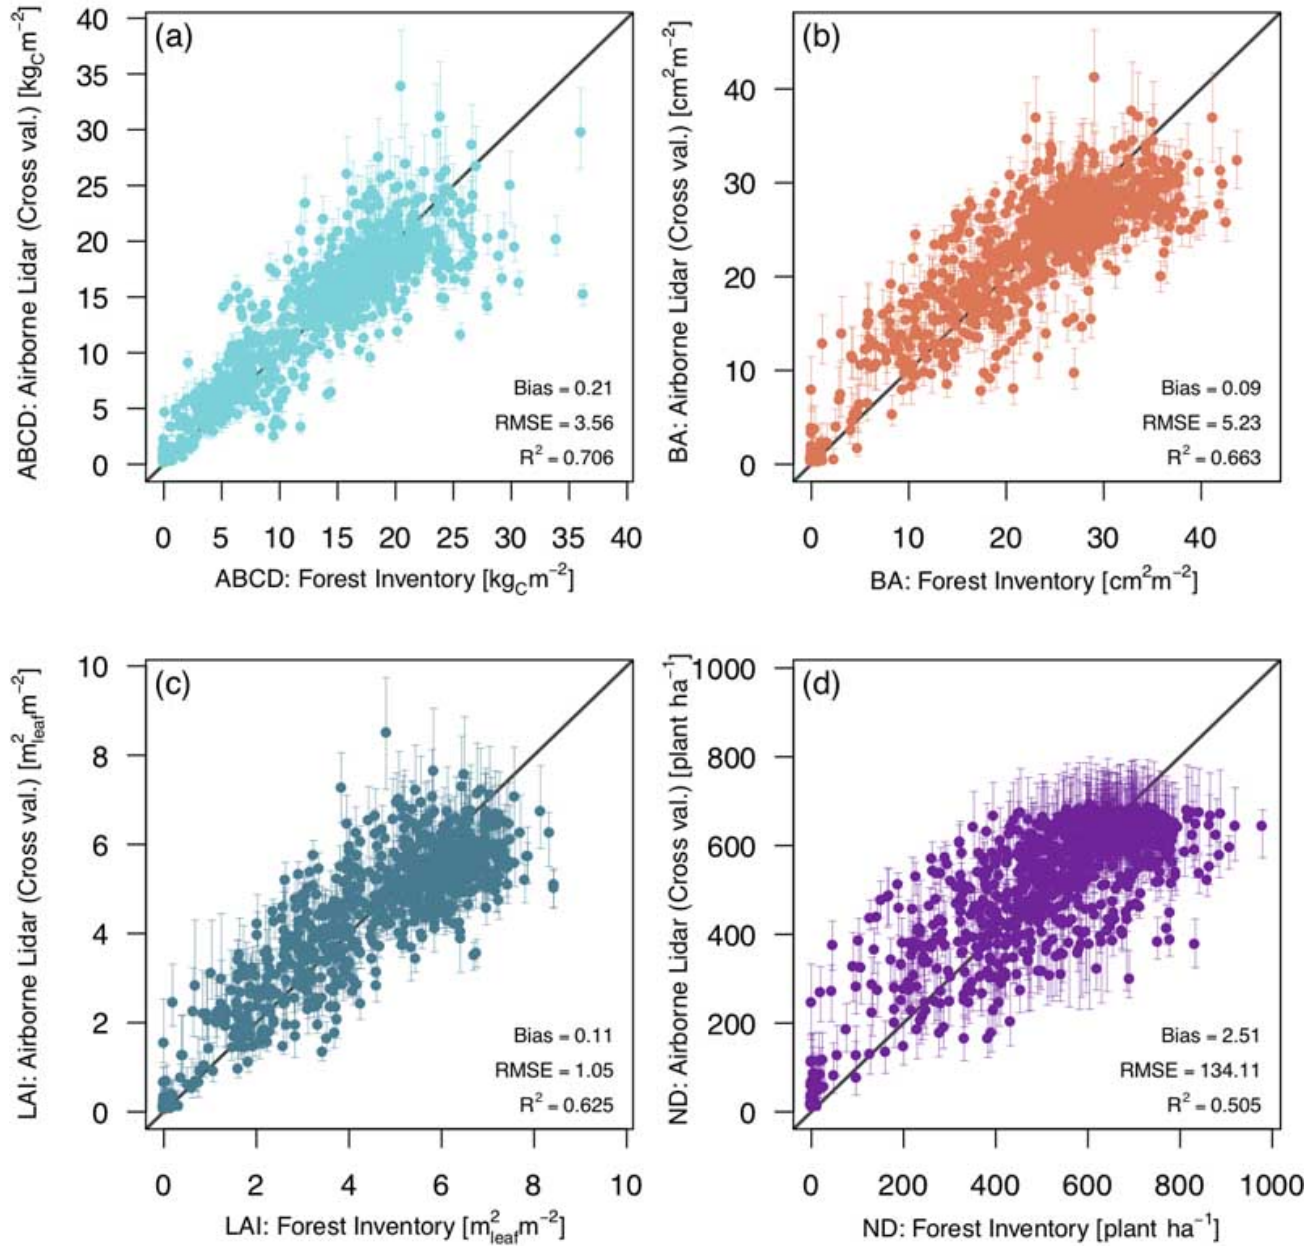 (a)
ABCD: Airborne Lidar (Cross val.) [kg_C m⁻²]
40
35
30
25
20
15
10
5
0
Bias = 0.21
RMSE = 3.56
R² = 0.706
0 5 10 15 20 25 30 35 40
ABCD: Forest Inventory [kg_C m⁻²]
(b)
BA: Airborne Lidar (Cross val.) [cm²m⁻²]
40
30
20
10
0
Bias = 0.09
RMSE = 5.23
R² = 0.663
0 10 20 30 40
BA: Forest Inventory [cm²m⁻²]
(c)
LAI: Airborne Lidar (Cross val.) [m²_leaf m⁻²]
10
8
6
4
2
0
Bias = 0.11
RMSE = 1.05
R² = 0.625
0 2 4 6 8 10
LAI: Forest Inventory [m²_leaf m⁻²]
(d)
ND: Airborne Lidar (Cross val.) [plant ha⁻¹]
1000
800
600
400
200
0
Bias = 2.51
RMSE = 134.11
R² = 0.505
0 200 400 600 800 1000
ND: Forest Inventory [plant ha⁻¹]